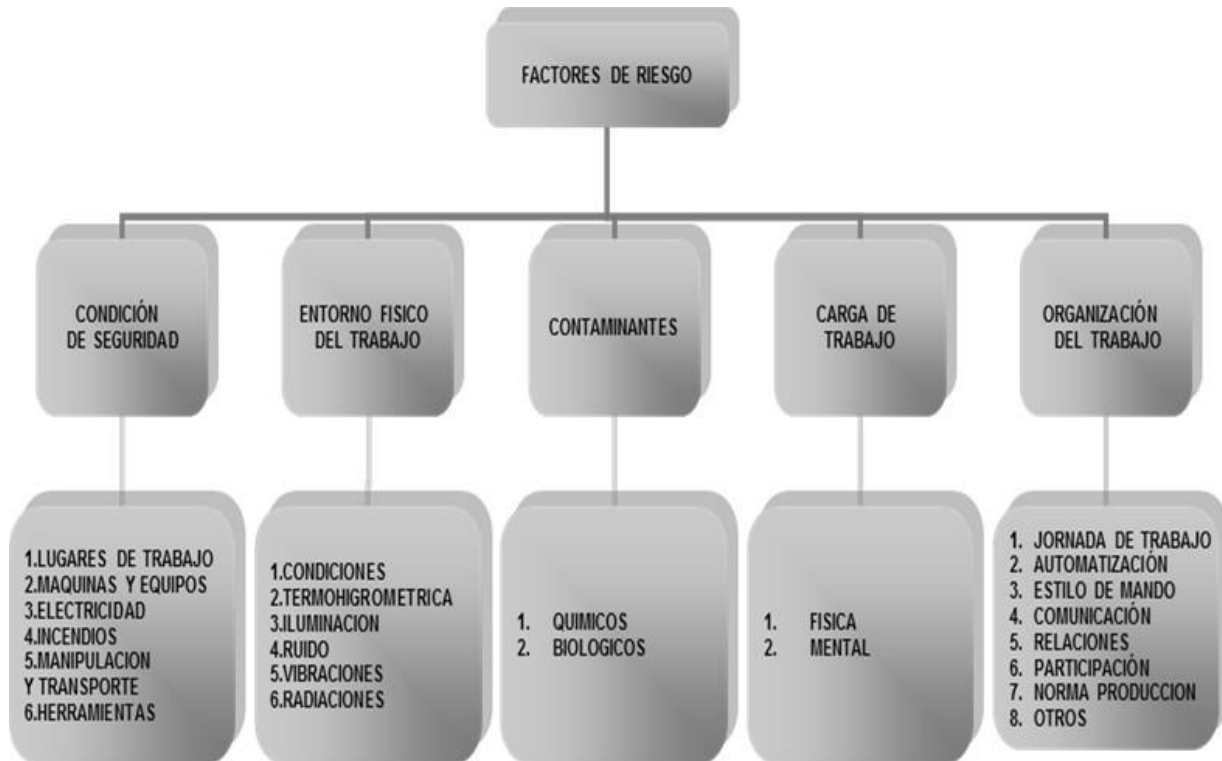 FACTORES DE RIESGO
CONDICIÓN
DE SEGURIDAD
ENTORNO FISICO
DEL TRABAJO
CONTAMINANTES
CARGA DE
TRABAJO
ORGANIZACIÓN
DEL TRABAJO
1.LUGARES DE TRABAJO
2.MAQUINAS Y EQUIPOS
3.ELECTRICIDAD
4.INCENDIOS
5.MANIPULACION
Y TRANSPORTE
6.HERRAMIENTAS
1.CONDICIONES
2.TERMOHIGROMETRICA
3.ILUMINACION
4.RUIDO
5.VIBRACIONES
6.RADIACIONES
1. QUIMICOS
2. BIOLOGICOS
1. FISICA
2. MENTAL
1. JORNADA DE TRABAJO
2. AUTOMATIZACIÓN
3. ESTILO DE MANDO
4. COMUNICACIÓN
5. RELACIONES
6. PARTICIPACIÓN
7. NORMA PRODUCCION
8. OTROS